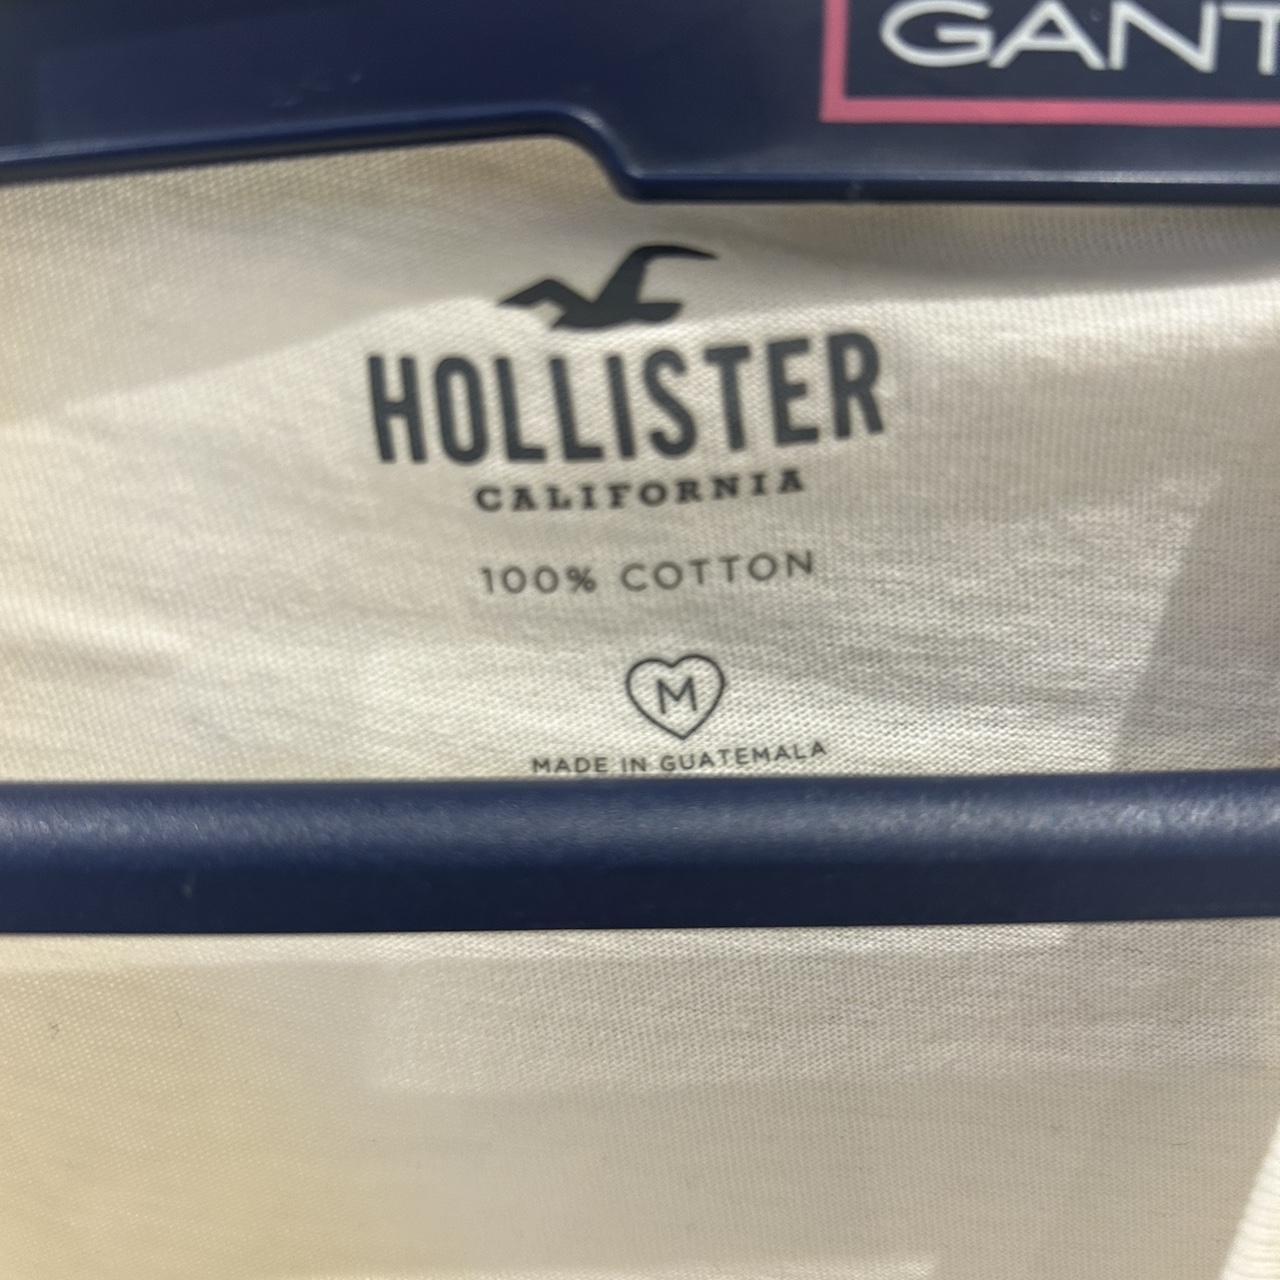 GANT
HOLLISTER
CALIFORNIA
100% COTTON
M
MADE IN GUATEMALA